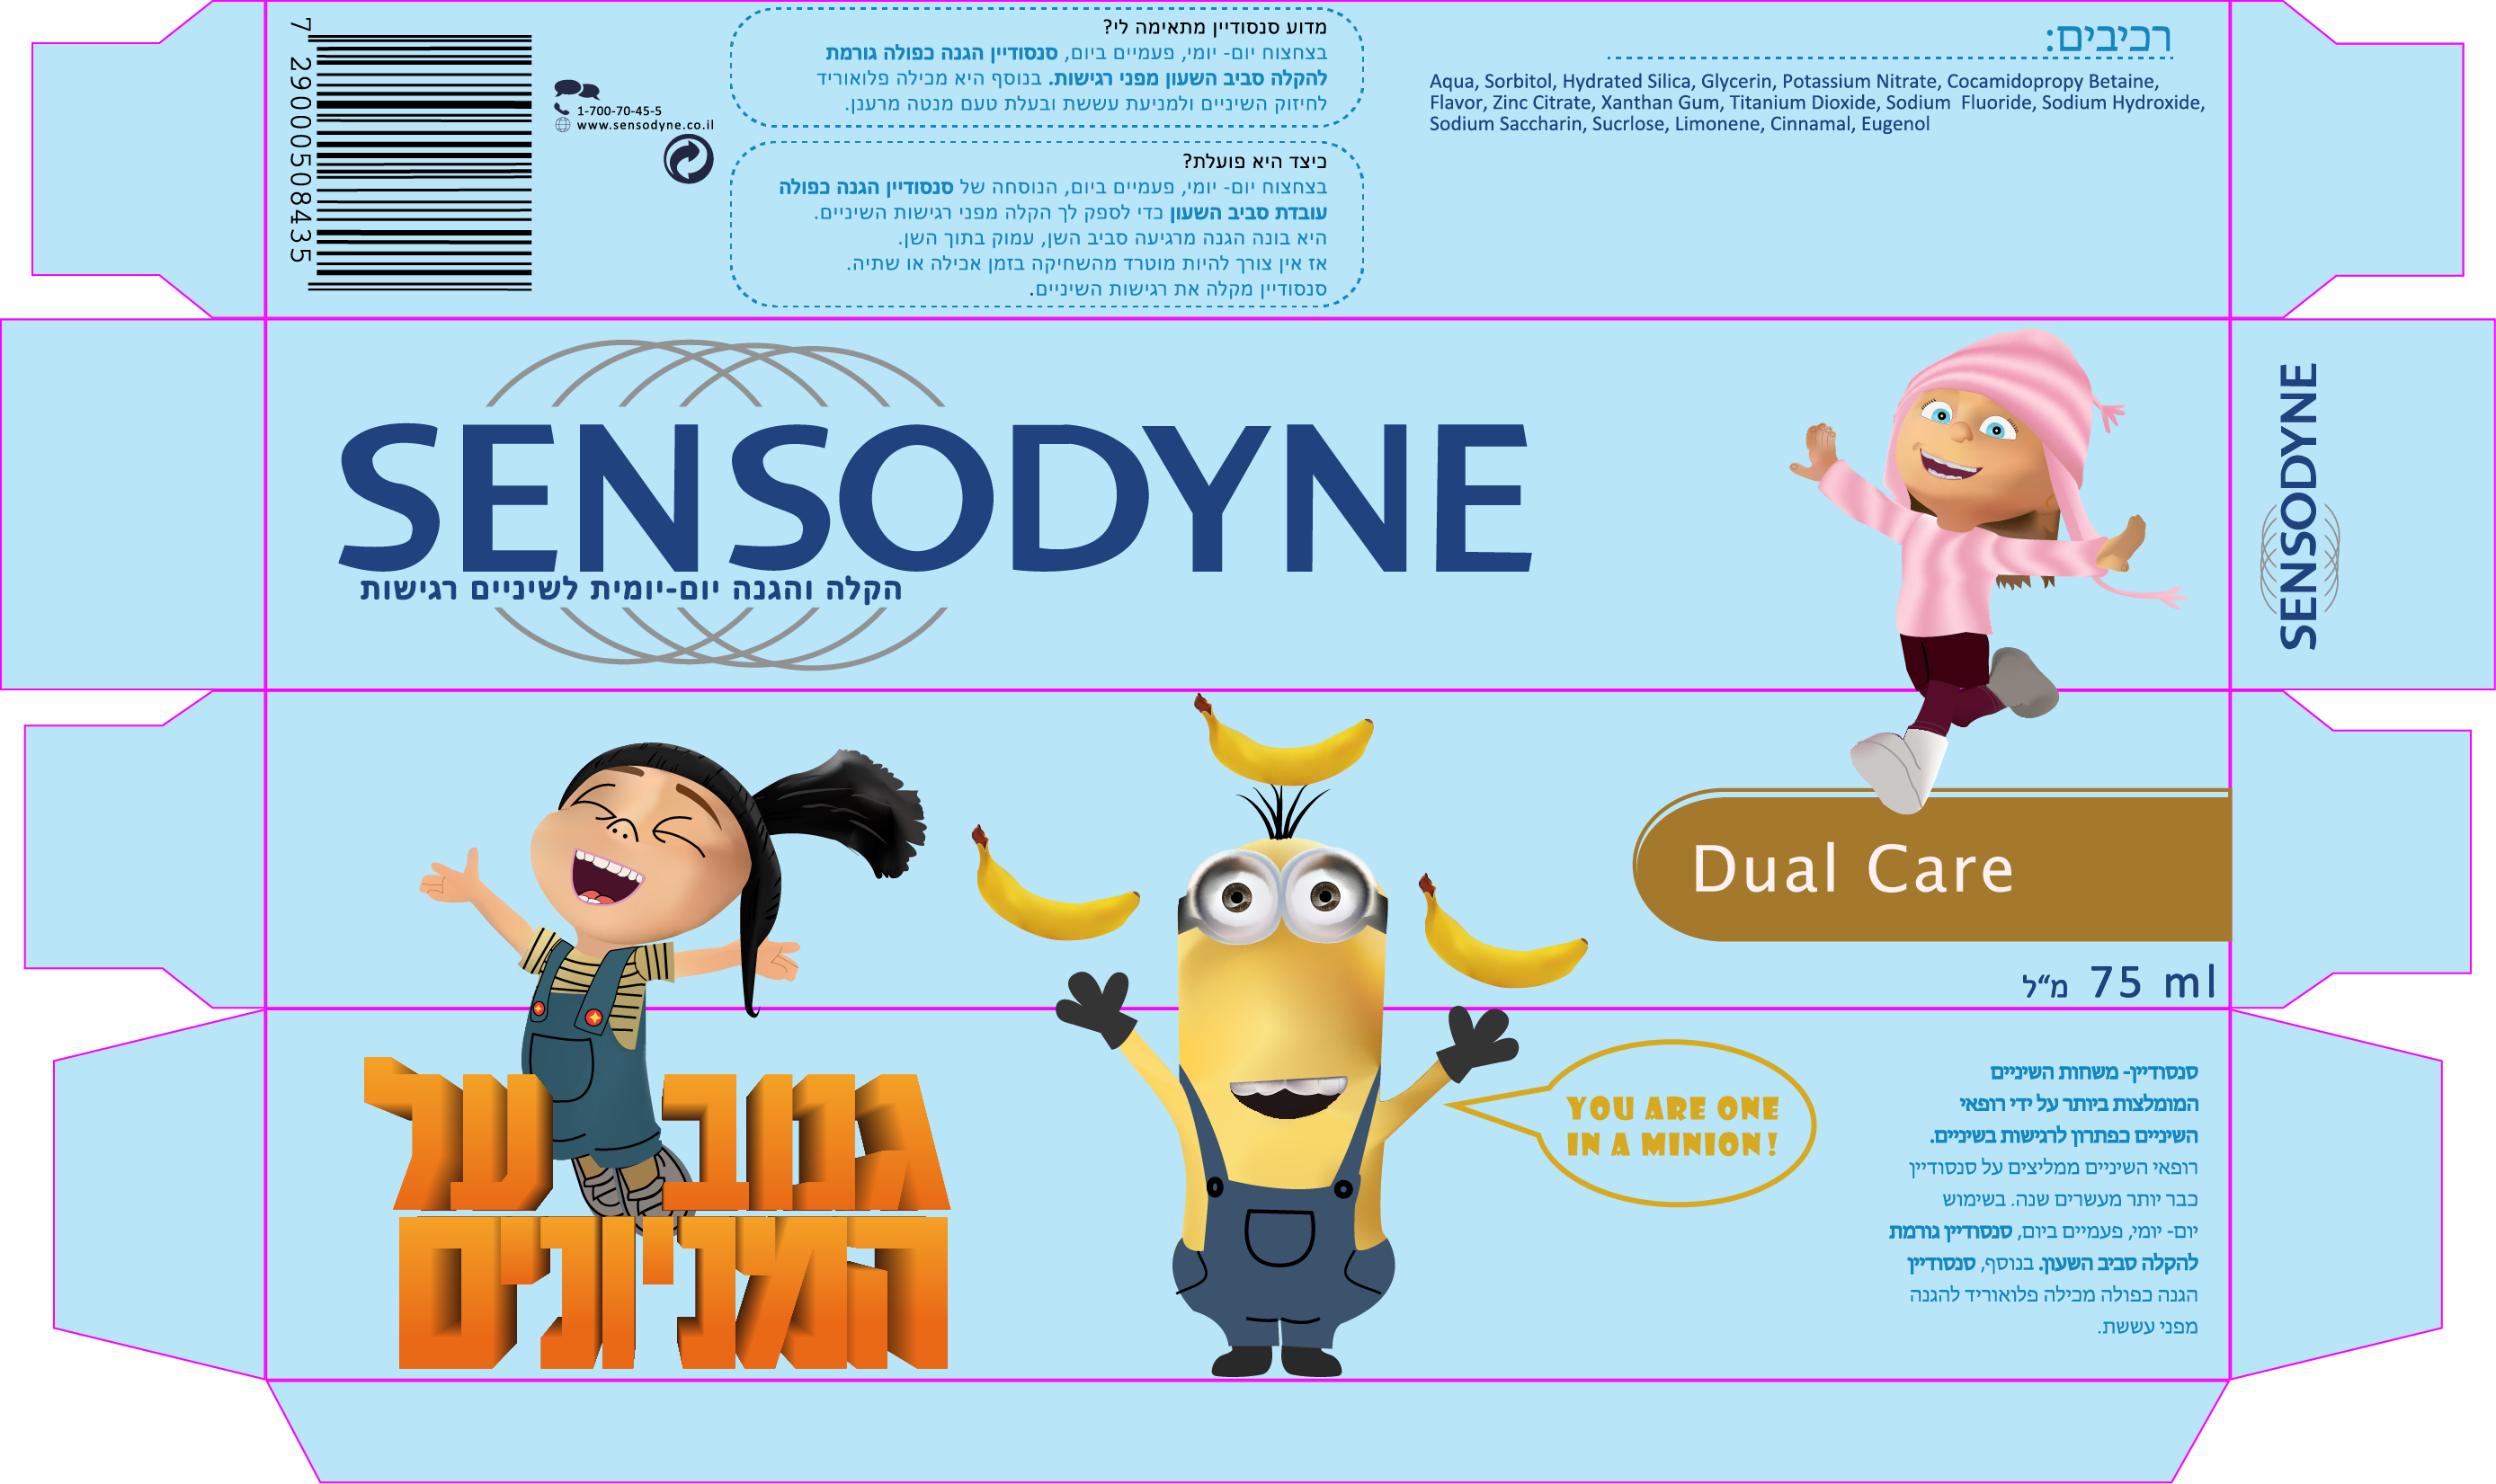 7 290005 08435
1-700-70-45-5
www.sensodyne.co.il
מדוע סנסודיין מתאימה לי?
בצחצוח יום- יומי, פעמיים ביום, סנסודיין הגנה כפולה גורמת
להקלה סביב השעון מפני רגישות. בנוסף היא מכילה פלואוריד
לחיזוק השיניים ולמניעת עששת ובעלת טעם מנטה מרענן.
כיצד היא פועלת?
בצחצוח יום- יומי, פעמיים ביום, הנוסחה של סנסודיין הגנה כפולה
עובדת סביב השעון כדי לספק לך הקלה מפני רגישות השיניים.
היא בונה הגנה מרגיעה סביב השן, עמוק בתוך השן.
אז אין צורך להיות מוטרד מהשחיקה בזמן אכילה או שתיה.
סנסודיין מקלה את רגישות השיניים.
רכיבים:
Aqua, Sorbitol, Hydrated Silica, Glycerin, Potassium Nitrate, Cocamidopropy Betaine,
Flavor, Zinc Citrate, Xanthan Gum, Titanium Dioxide, Sodium Fluoride, Sodium Hydroxide,
Sodium Saccharin, Sucrlose, Limonene, Cinnamal, Eugenol
SENSODYNE
הקלה והגנה יום-יומית לשיניים רגישות
SENSODYNE
Dual Care
75 ml מ"ל
גנוב על
המניונים
YOU ARE ONE
IN A MINION!
סנסודיין- משחות השיניים
המומלצות ביותר על ידי רופאי
השיניים כפתרון לרגישות בשיניים.
רופאי השיניים ממליצים על סנסודיין
כבר יותר מעשרים שנה. בשימוש
יום- יומי, פעמיים ביום, סנסודיין גורמת
להקלה סביב השעון. בנוסף, סנסודיין
הגנה כפולה מכילה פלואוריד להגנה
מפני עששת.